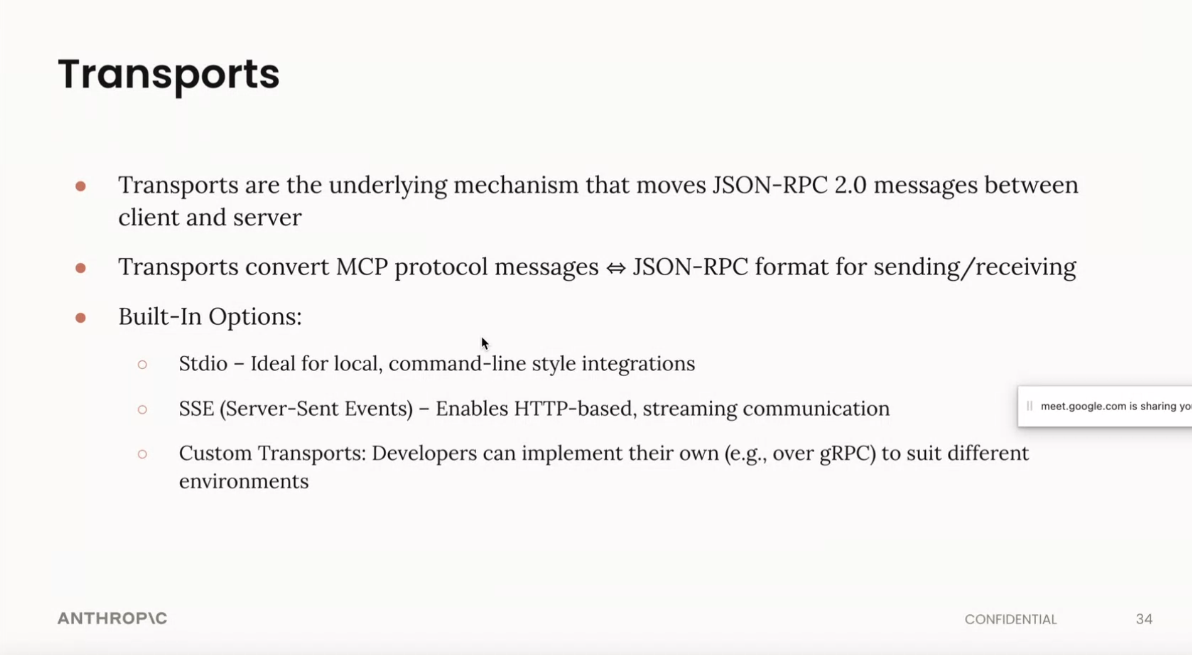 Transports
● Transports are the underlying mechanism that moves JSON-RPC 2.0 messages between
client and server
● Transports convert MCP protocol messages ⇔ JSON-RPC format for sending/receiving
● Built-In Options:
○ Stdio – Ideal for local, command-line style integrations
○ SSE (Server-Sent Events) – Enables HTTP-based, streaming communication
meet.google.com is sharing you
○ Custom Transports: Developers can implement their own (e.g., over gRPC) to suit different
environments
ANTHROP\C
CONFIDENTIAL
34